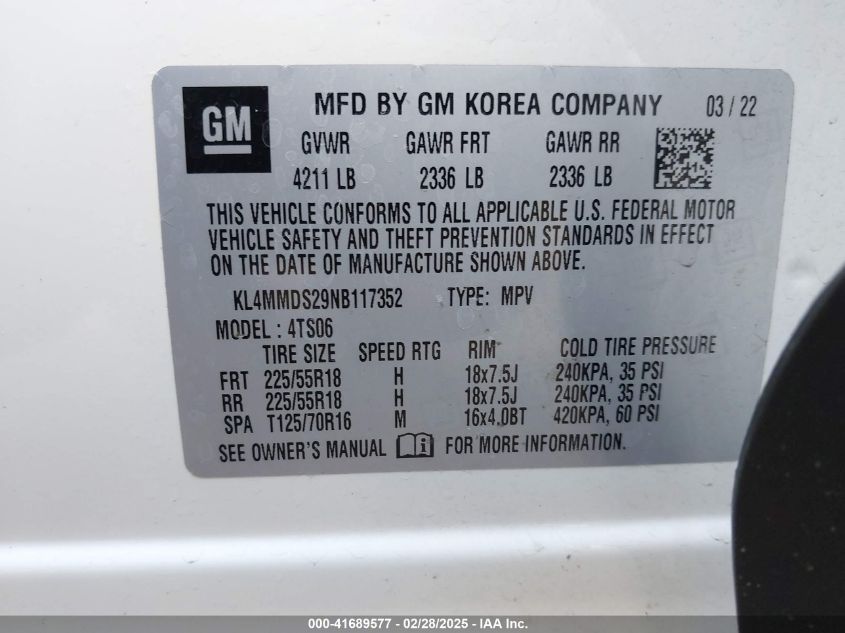 GM
MFD BY GM KOREA COMPANY 03 / 22
GVWR GAWR FRT GAWR RR
4211 LB 2336 LB 2336 LB
THIS VEHICLE CONFORMS TO ALL APPLICABLE U.S. FEDERAL MOTOR
VEHICLE SAFETY AND THEFT PREVENTION STANDARDS IN EFFECT
ON THE DATE OF MANUFACTURE SHOWN ABOVE.
KL4MMDS29NB117352 TYPE: MPV
MODEL : 4TS06
TIRE SIZE SPEED RTG RIM COLD TIRE PRESSURE
FRT 225/55R18 H 18x7.5J 240KPA, 35 PSI
RR 225/55R18 H 18x7.5J 240KPA, 35 PSI
SPA T125/70R16 M 16x4.0BT 420KPA, 60 PSI
SEE OWNER'S MANUAL i FOR MORE INFORMATION.
000-41689577 - 02/28/2025 - IAA Inc.